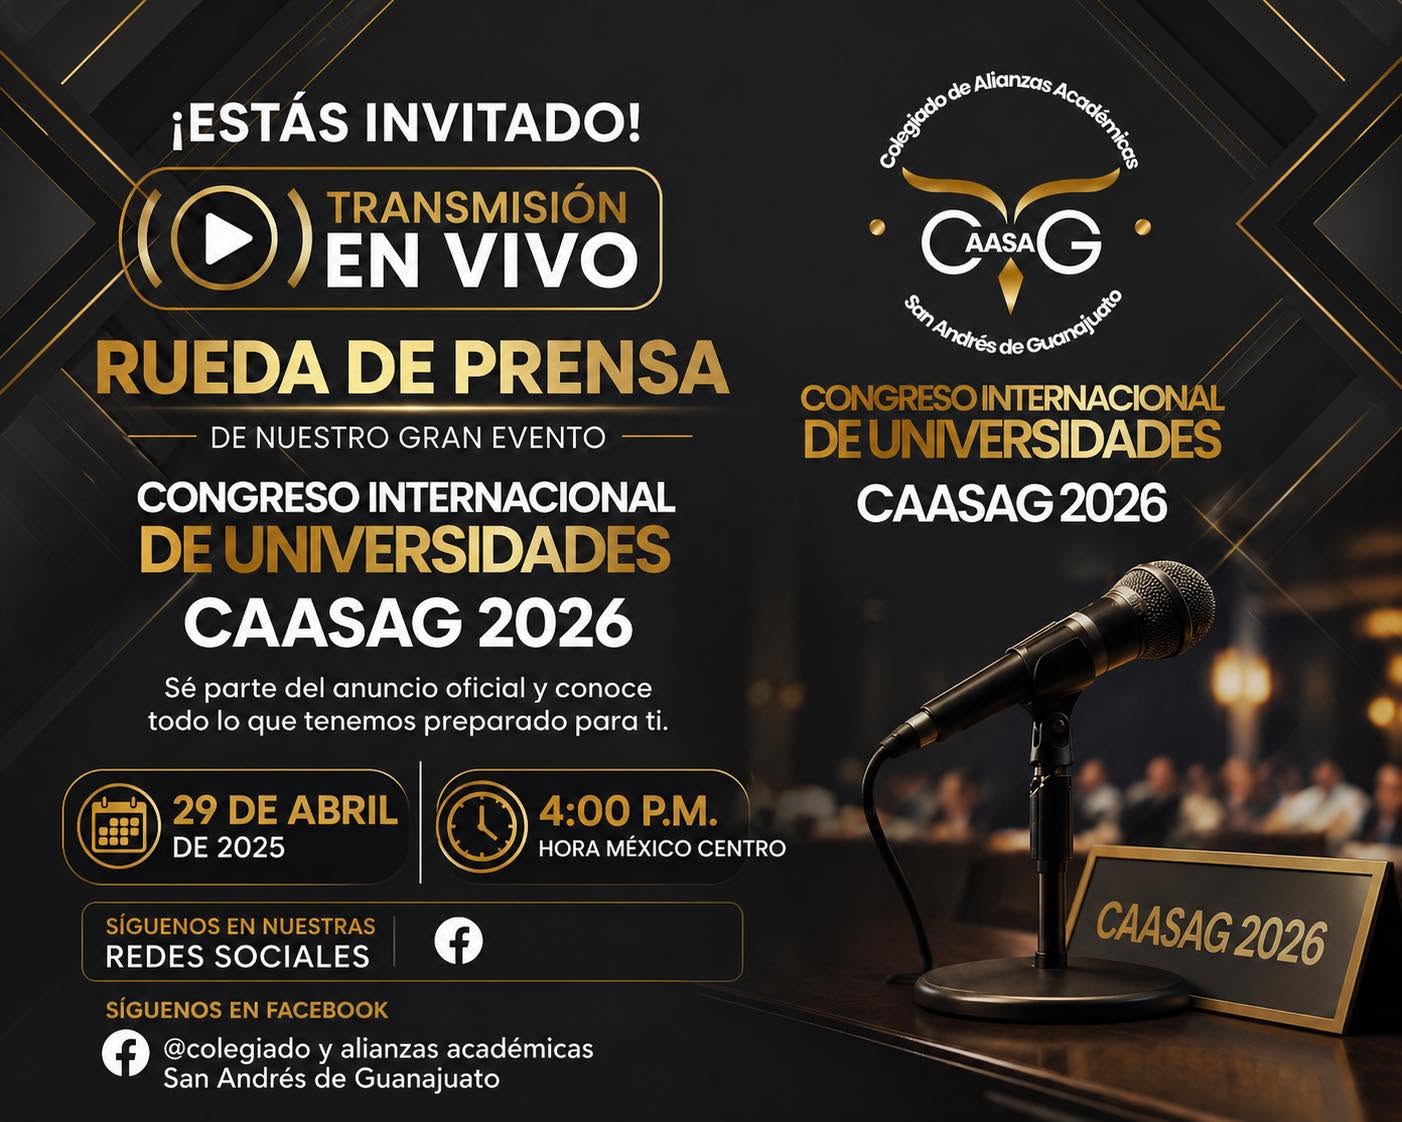 ¡ESTÁS INVITADO!
TRANSMISIÓN
EN VIVO
RUEDA DE PRENSA
DE NUESTRO GRAN EVENTO
CONGRESO INTERNACIONAL
DE UNIVERSIDADES
CAASAG 2026
Sé parte del anuncio oficial y conoce
todo lo que tenemos preparado para ti.
29 DE ABRIL
DE 2025
4:00 P.M.
HORA MÉXICO CENTRO
SÍGUENOS EN NUESTRAS
REDES SOCIALES
SÍGUENOS EN FACEBOOK
@colegiado y alianzas académicas
San Andrés de Guanajuato
Colegiado de Alianzas Académicas
CAASAG
San Andrés de Guanajuato
CONGRESO INTERNACIONAL
DE UNIVERSIDADES
CAASAG 2026
CAASAG 2026